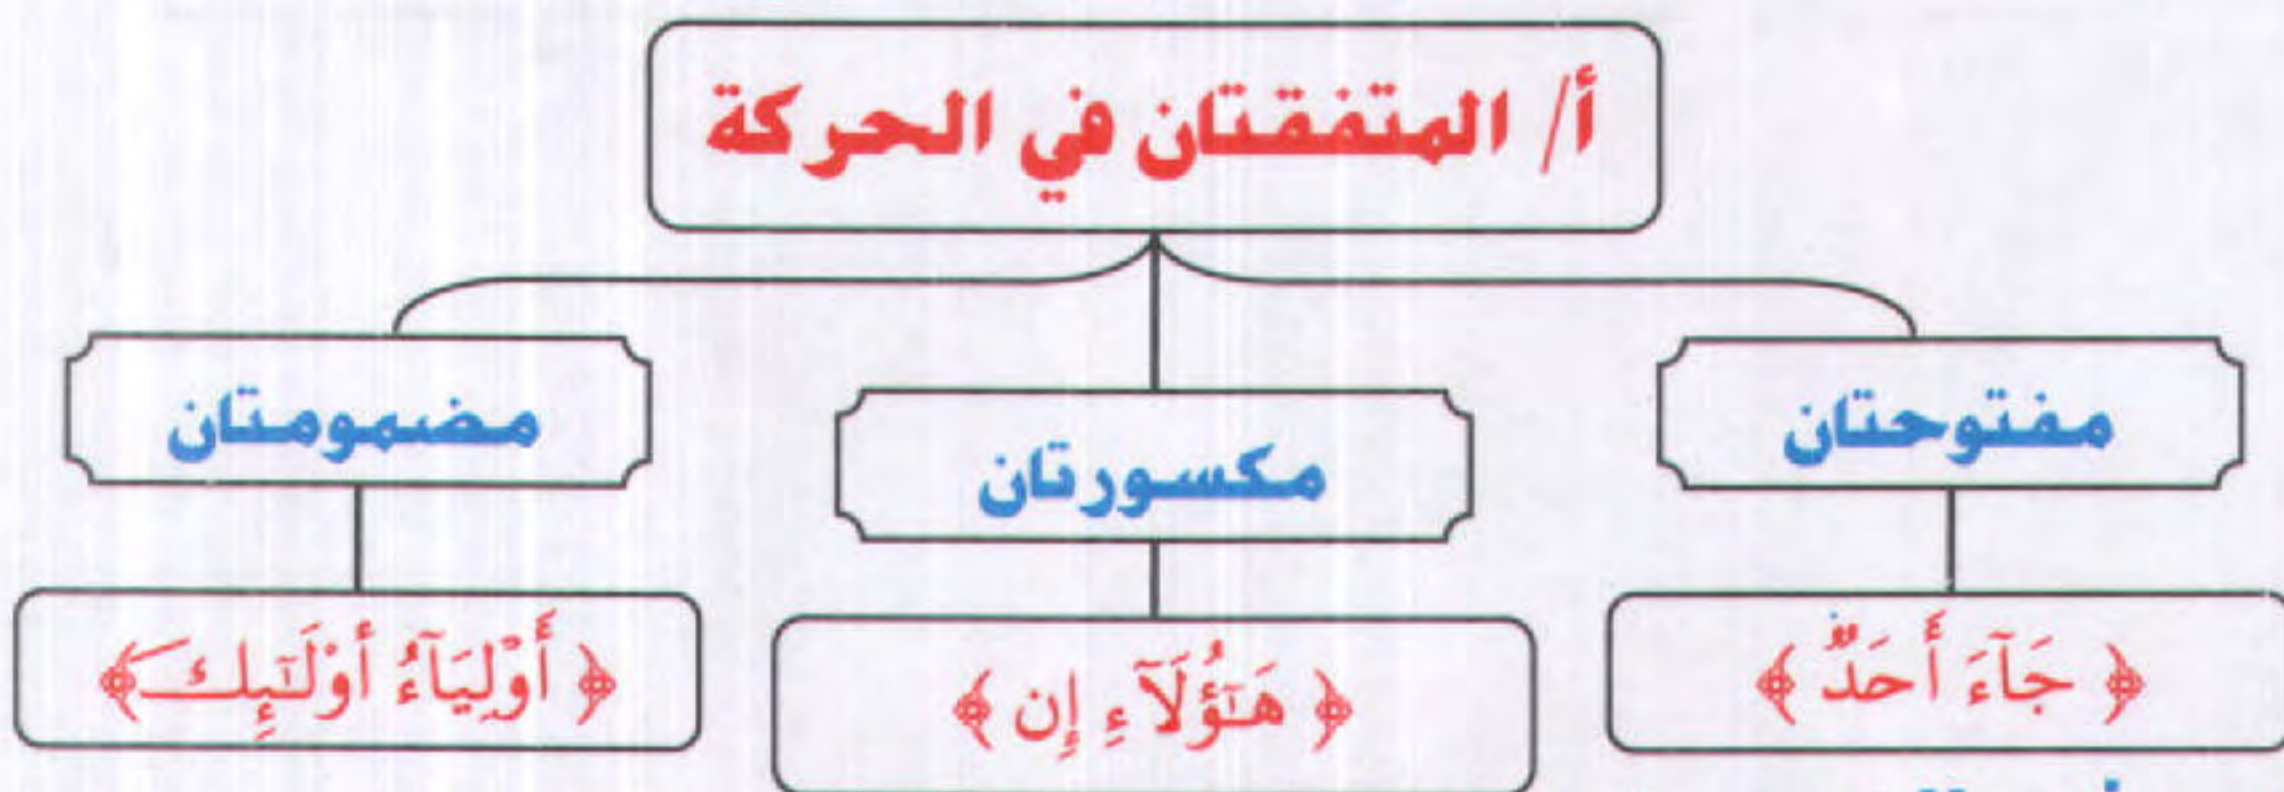 أ/ المتفقتان في الحركة
مفتوحتان
مكسورتان
مضمومتان
﴿ جَآءَ أَحَدٌ ﴾
﴿ هَـٰٓؤُلَآءِ إِن ﴾
﴿ أَوْلِيَآءُ أُوْلَـٰٓئِكَ ﴾